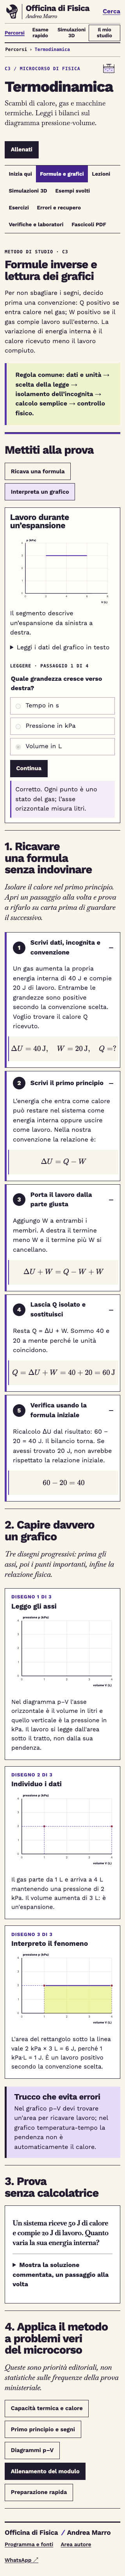 Officina di Fisica
Andrea Marro
Cerca
Percorsi
Esame rapido
Simulazioni 3D
Il mio studio
Percorsi › Termodinamica
C3 / MICROCORSO DI FISICA
Termodinamica
Scambi di calore, gas e macchine
termiche. Leggi i bilanci sul
diagramma pressione-volume.
Allenati
Inizia qui
Formule e grafici
Lezioni
Simulazioni 3D
Esempi svolti
Esercizi
Errori e recupero
Verifiche e laboratori
Fascicoli PDF
METODO DI STUDIO · C3
Formule inverse e
lettura dei grafici
Per non sbagliare i segni, decidi
prima una convenzione: Q positivo se
entra calore nel gas, W positivo se il
gas compie lavoro sull'esterno. La
variazione di energia interna è il
calore ricevuto meno il lavoro
compiuto.
Regola comune: dati e unità →
scelta della legge →
isolamento dell'incognita →
calcolo semplice → controllo
fisico.
Mettiti alla prova
Ricava una formula
Interpreta un grafico
Lavoro durante
un'espansione
p (kPa)
V (L)
Il segmento descrive
un'espansione da sinistra a
destra.
▶ Leggi i dati del grafico in testo
LEGGERE · PASSAGGIO 1 DI 4
Quale grandezza cresce verso
destra?
Tempo in s
Pressione in kPa
Volume in L
Continua
Corretto. Ogni punto è uno
stato del gas; l'asse
orizzontale misura litri.
1. Ricavare
una formula
senza indovinare
Isolare il calore nel primo principio.
Apri un passaggio alla volta e prova
a rifarlo su carta prima di guardare
il successivo.
1 Scrivi dati, incognita e
convenzione −
Un gas aumenta la propria
energia interna di 40 J e compie
20 J di lavoro. Entrambe le
grandezze sono positive
secondo la convenzione scelta.
Voglio trovare il calore Q
ricevuto.
ΔU = 40 J, W = 20 J, Q = ?
2 Scrivi il primo principio −
L'energia che entra come calore
può restare nel sistema come
energia interna oppure uscire
come lavoro. Nella nostra
convenzione la relazione è:
ΔU = Q − W
3 Porta il lavoro dalla
parte giusta −
Aggiungo W a entrambi i
membri. A destra il termine
meno W e il termine più W si
cancellano.
ΔU + W = Q − W + W
4 Lascia Q isolato e
sostituisci −
Resta Q = ΔU + W. Sommo 40 e
20 a mente perché le unità
coincidono.
Q = ΔU + W = 40 + 20 = 60 J
5 Verifica usando la
formula iniziale −
Ricalcolo ΔU dal risultato: 60 −
20 = 40 J. Il bilancio torna. Se
avessi trovato 20 J, non avrebbe
rispettato la relazione iniziale.
60 − 20 = 40
2. Capire davvero
un grafico
Tre disegni progressivi: prima gli
assi, poi i punti importanti, infine la
relazione fisica.
DISEGNO 1 DI 3
Leggo gli assi
pressione p (kPa)
volume V (L)
Nel diagramma p–V l'asse
orizzontale è il volume in litri e
quello verticale è la pressione in
kPa. Il lavoro si legge dall'area
sotto il tratto, non dalla sua
pendenza.
DISEGNO 2 DI 3
Individuo i dati
pressione p (kPa)
volume V (L)
Il gas parte da 1 L e arriva a 4 L
mantenendo una pressione di 2
kPa. Il volume aumenta di 3 L: è
un'espansione.
DISEGNO 3 DI 3
Interpreto il fenomeno
pressione p (kPa)
volume V (L)
L'area del rettangolo sotto la linea
vale 2 kPa × 3 L = 6 J, perché 1
kPa·L = 1 J. È un lavoro positivo
secondo la convenzione scelta.
Trucco che evita errori
Nel grafico p–V devi trovare
un'area per ricavare lavoro; nel
grafico temperatura-tempo la
pendenza non è
automaticamente il calore.
3. Prova
senza calcolatrice
Un sistema riceve 50 J di calore
e compie 20 J di lavoro. Quanto
varia la sua energia interna?
▶ Mostra la soluzione
commentata, un passaggio alla
volta
4. Applica il metodo
a problemi veri
del microcorso
Queste sono priorità editoriali, non
statistiche sulle frequenze della prova
ministeriale.
Capacità termica e calore
Primo principio e segni
Diagrammi p–V
Allenamento del modulo
Preparazione rapida
Officina di Fisica / Andrea Marro
Programma e fonti
Area autore
WhatsApp ↗